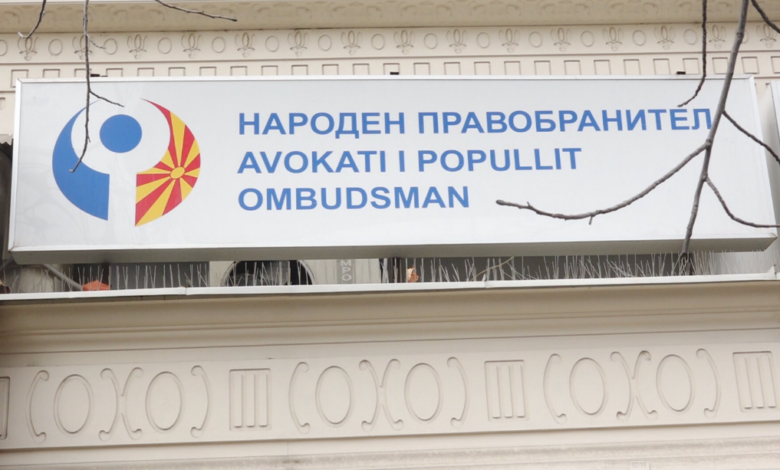 НАРОДЕН ПРАВОБРАНИТЕЛ
AVOKATI I POPULLIT
OMBUDSMAN